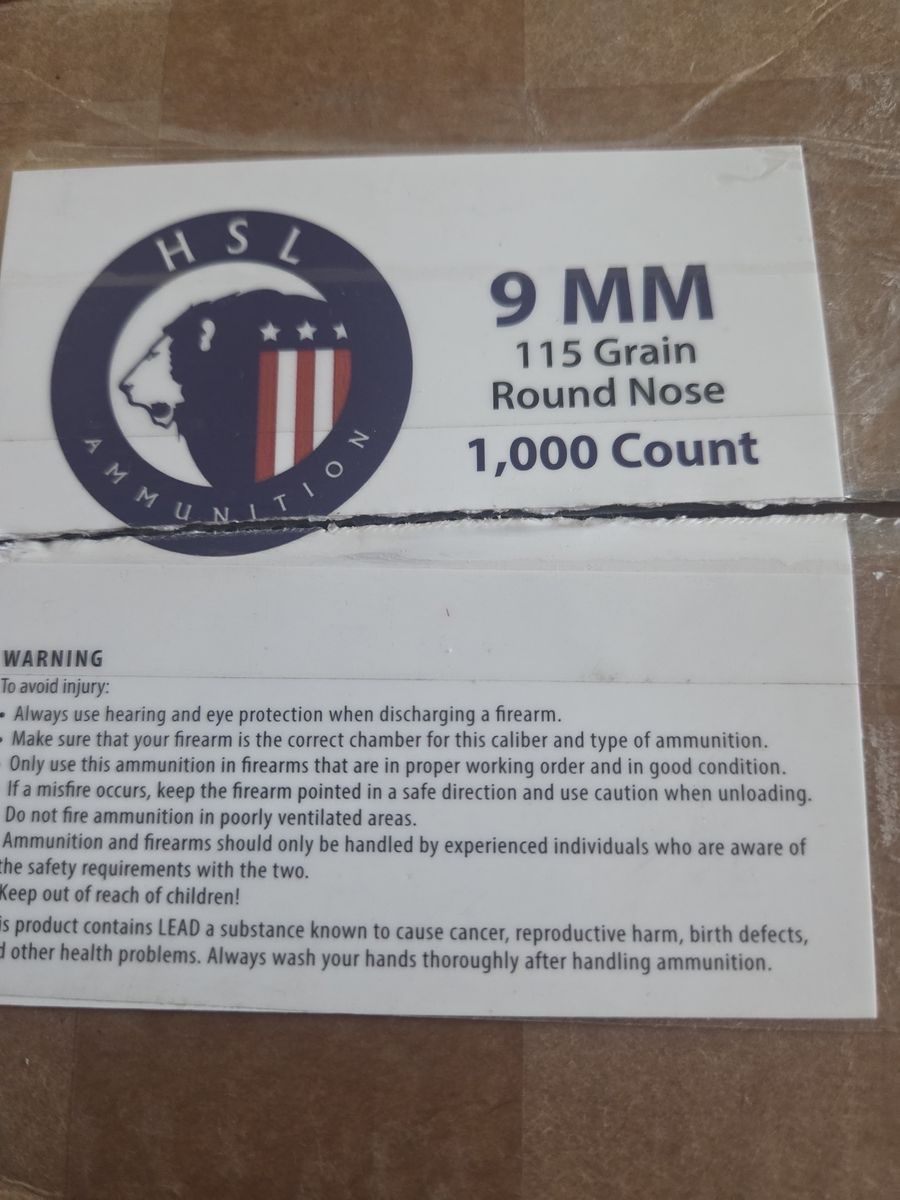 HSL
AMMUNITION
9 MM
115 Grain
Round Nose
1,000 Count
WARNING
To avoid injury:
• Always use hearing and eye protection when discharging a firearm.
• Make sure that your firearm is the correct chamber for this caliber and type of ammunition.
Only use this ammunition in firearms that are in proper working order and in good condition.
If a misfire occurs, keep the firearm pointed in a safe direction and use caution when unloading.
Do not fire ammunition in poorly ventilated areas.
Ammunition and firearms should only be handled by experienced individuals who are aware of
the safety requirements with the two.
Keep out of reach of children!
is product contains LEAD a substance known to cause cancer, reproductive harm, birth defects,
d other health problems. Always wash your hands thoroughly after handling ammunition.